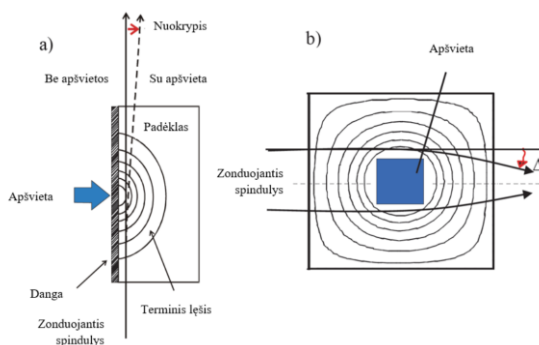 a)
Nuokrypis
Be apšvietos
Su apšvieta
Padėklas
Apšvieta
Danga
Terminis lęšis
Zonduojantis
spindulys
b)
Apšvieta
Zonduojantis
spindulys